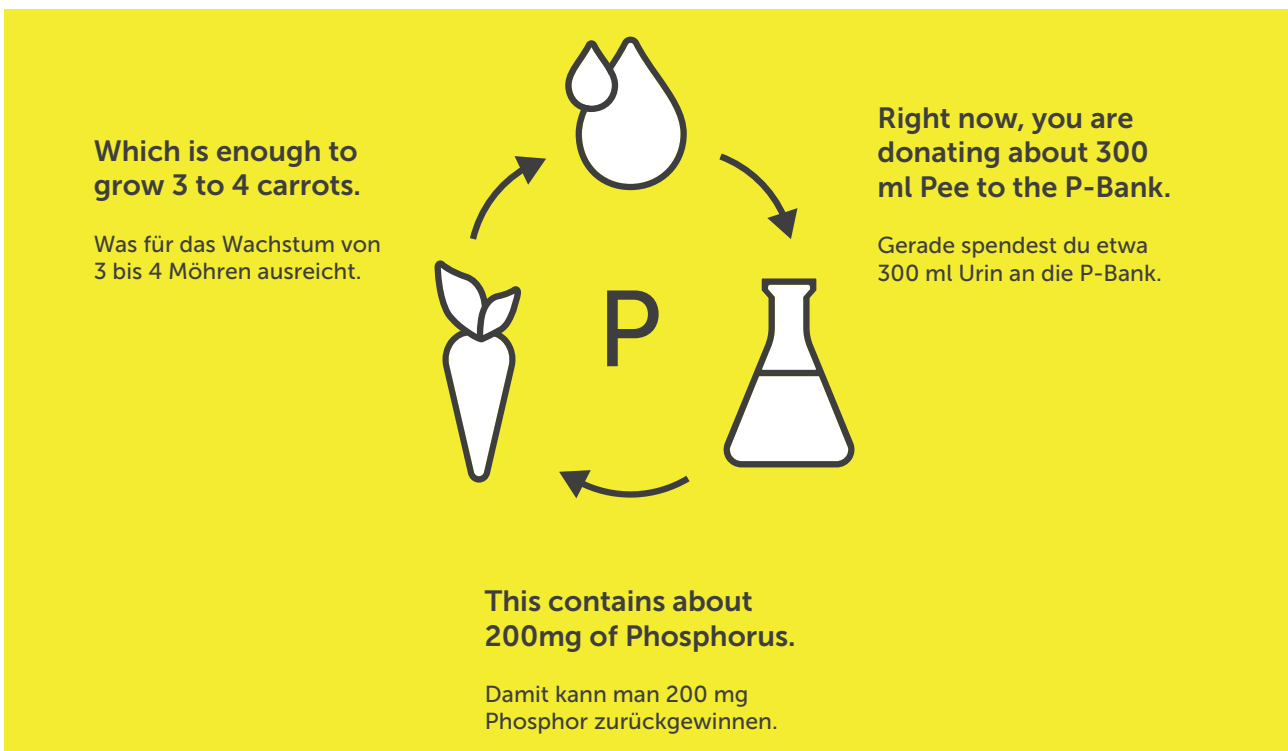 Which is enough to
grow 3 to 4 carrots.
Was für das Wachstum von
3 bis 4 Möhren ausreicht.
P
Right now, you are
donating about 300
ml Pee to the P-Bank.
Gerade spendest du etwa
300 ml Urin an die P-Bank.
This contains about
200mg of Phosphorus.
Damit kann man 200 mg
Phosphor zurückgewinnen.